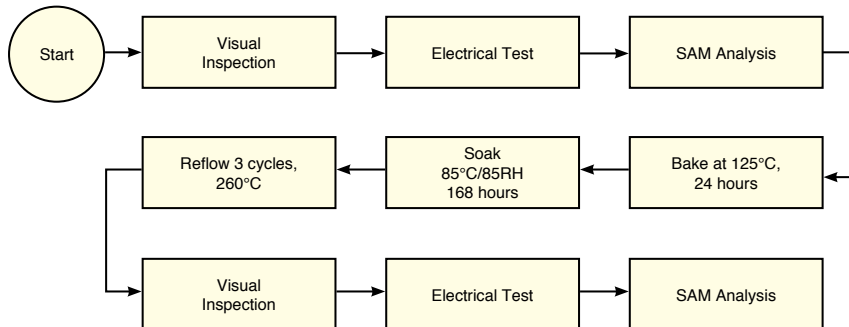 Start
Visual
Inspection
Electrical Test
SAM Analysis
Bake at 125°C,
24 hours
Soak
85°C/85RH
168 hours
Reflow 3 cycles,
260°C
Visual
Inspection
Electrical Test
SAM Analysis